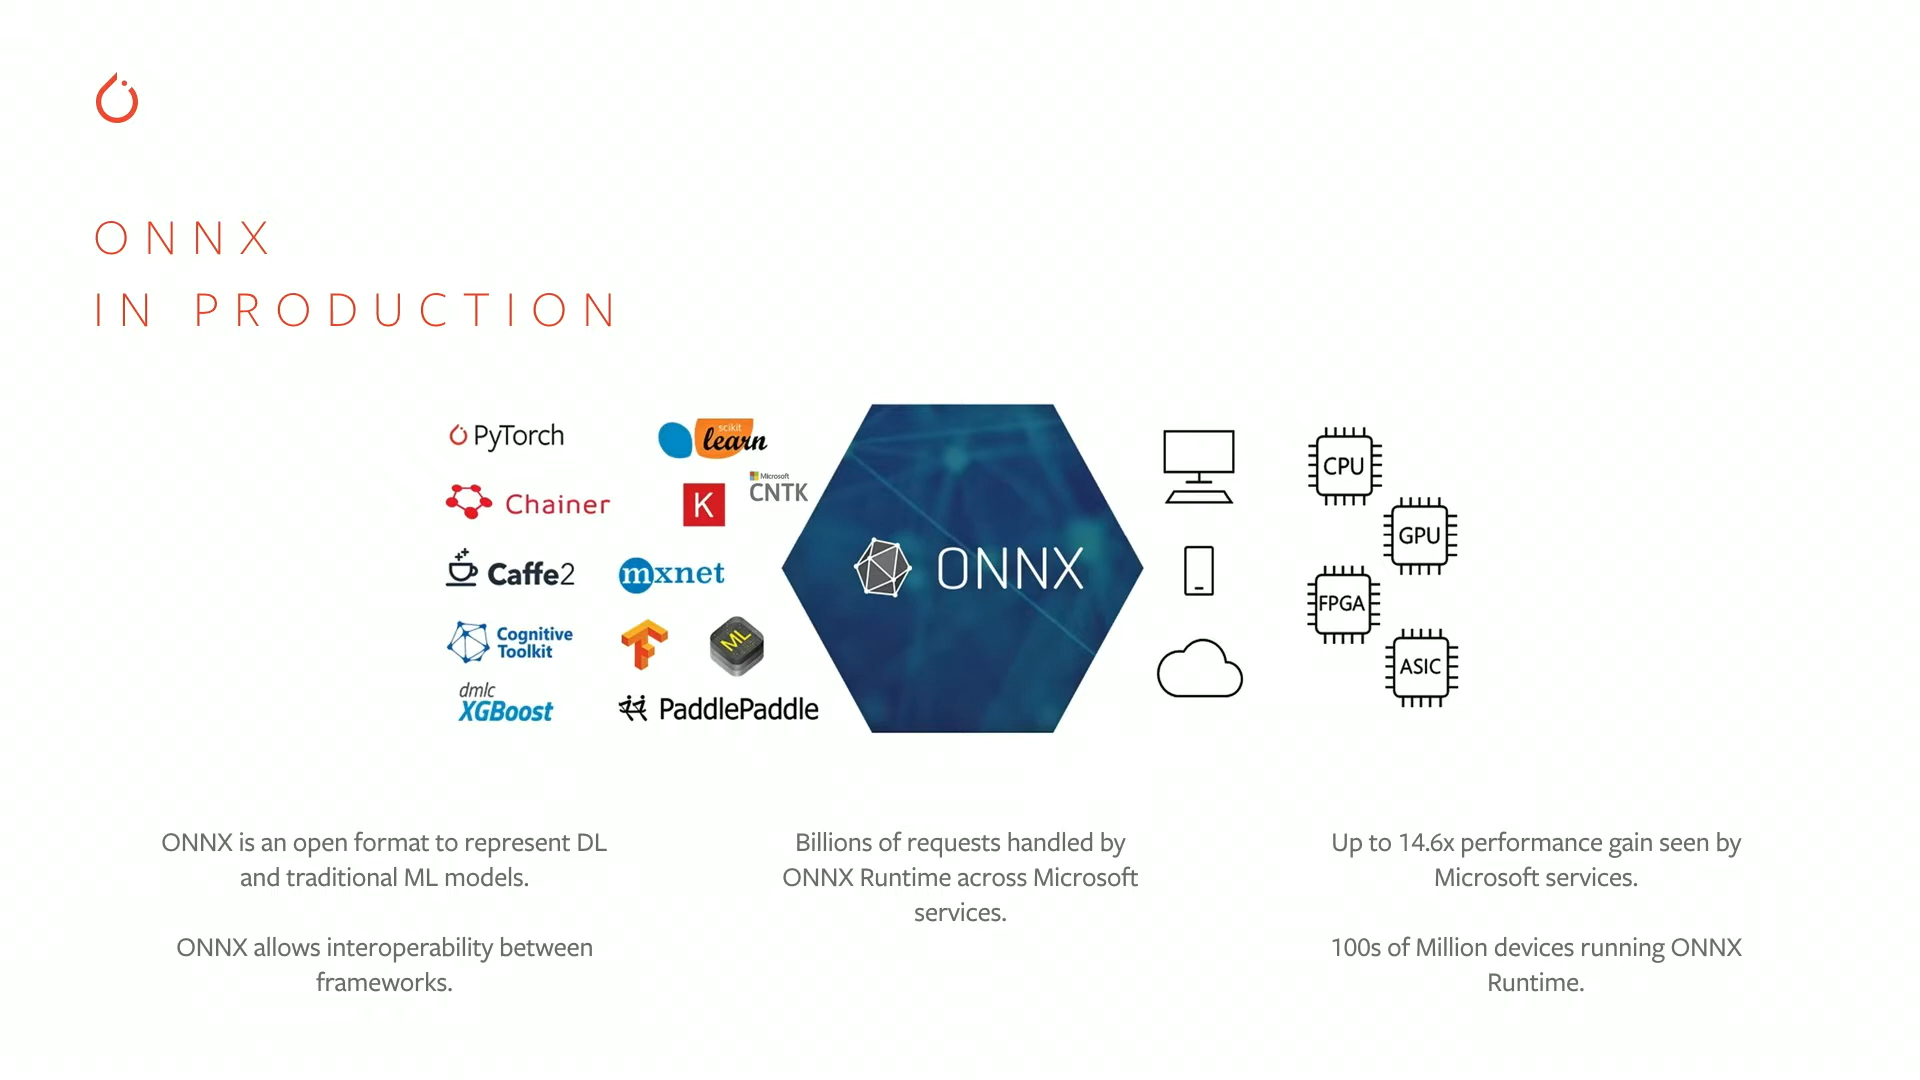 ONNX
IN PRODUCTION
PyTorch
scikit
learn
Chainer
K
Microsoft
CNTK
Caffe2
mxnet
Cognitive
Toolkit
ML
dmlc
XGBoost
PaddlePaddle
ONNX
CPU
GPU
FPGA
ASIC
ONNX is an open format to represent DL
and traditional ML models.
ONNX allows interoperability between
frameworks.
Billions of requests handled by
ONNX Runtime across Microsoft
services.
Up to 14.6x performance gain seen by
Microsoft services.
100s of Million devices running ONNX
Runtime.